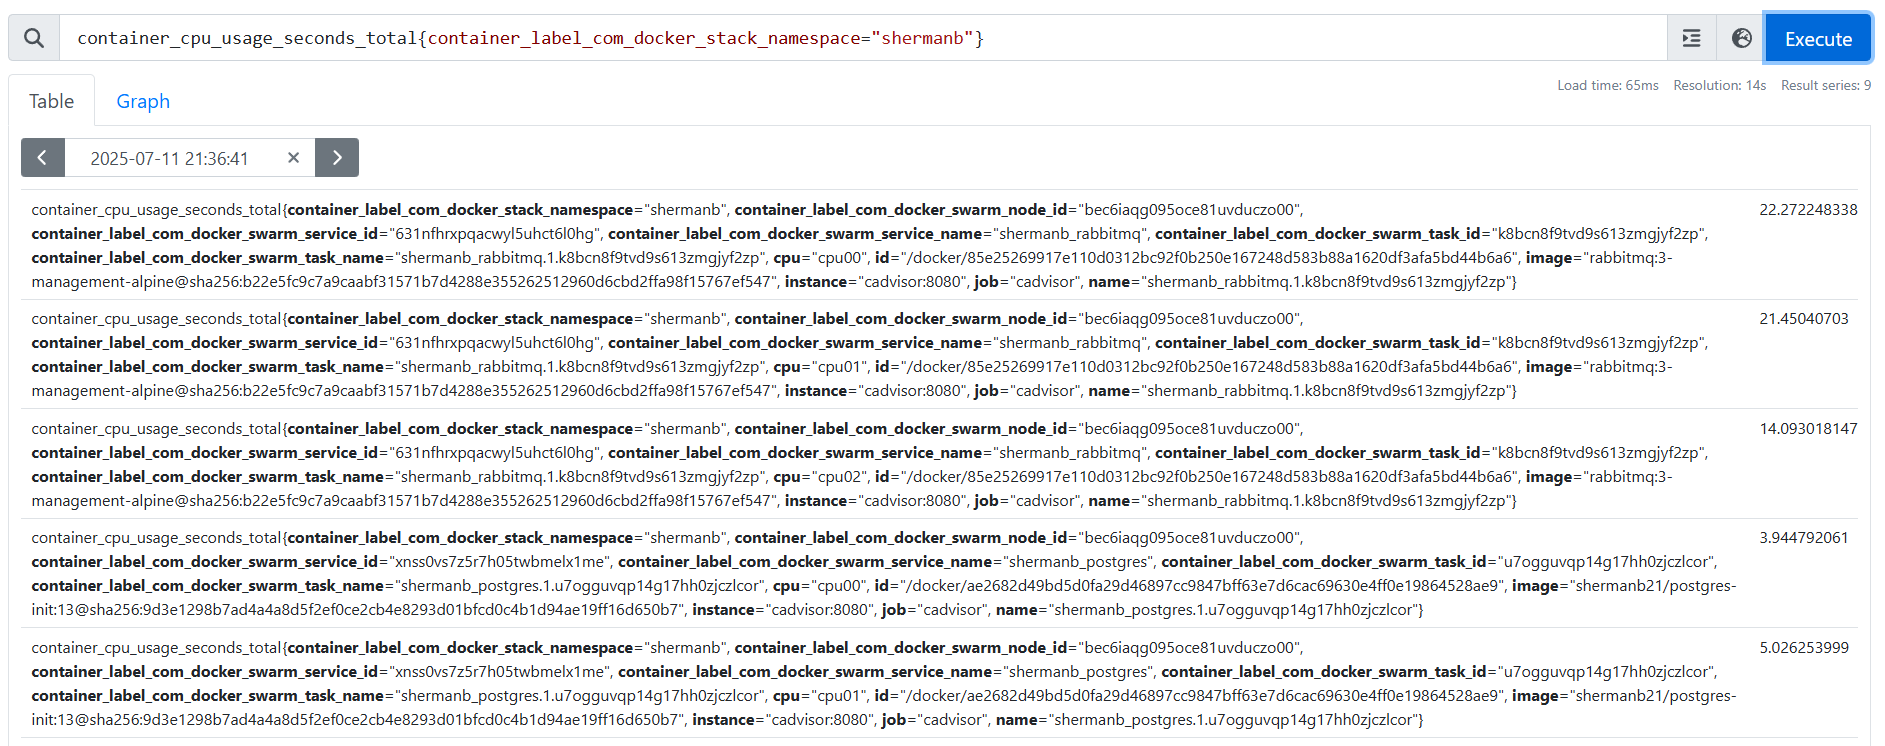 container_cpu_usage_seconds_total{container_label_com_docker_stack_namespace="shermanb"}
Execute
Table
Graph
Load time: 65ms Resolution: 14s Result series: 9
2025-07-11 21:36:41
container_cpu_usage_seconds_total{container_label_com_docker_stack_namespace="shermanb", container_label_com_docker_swarm_node_id="bec6iaqg095oce81uvduczo00", 22.272248338
container_label_com_docker_swarm_service_id="631nfhrxpqacwyl5uhct6l0hg", container_label_com_docker_swarm_service_name="shermanb_rabbitmq", container_label_com_docker_swarm_task_id="k8bcn8f9tvd9s613zmgjyf2zp",
container_label_com_docker_swarm_task_name="shermanb_rabbitmq.1.k8bcn8f9tvd9s613zmgjyf2zp", cpu="cpu00", id="/docker/85e25269917e110d0312bc92f0b250e167248d583b88a1620df3afa5bd44b6a6", image="rabbitmq:3-
management-alpine@sha256:b22e5fc9c7a9caabf31571b7d4288e355262512960d6cbd2ffa98f15767ef547", instance="cadvisor:8080", job="cadvisor", name="shermanb_rabbitmq.1.k8bcn8f9tvd9s613zmgjyf2zp"}
container_cpu_usage_seconds_total{container_label_com_docker_stack_namespace="shermanb", container_label_com_docker_swarm_node_id="bec6iaqg095oce81uvduczo00", 21.45040703
container_label_com_docker_swarm_service_id="631nfhrxpqacwyl5uhct6l0hg", container_label_com_docker_swarm_service_name="shermanb_rabbitmq", container_label_com_docker_swarm_task_id="k8bcn8f9tvd9s613zmgjyf2zp",
container_label_com_docker_swarm_task_name="shermanb_rabbitmq.1.k8bcn8f9tvd9s613zmgjyf2zp", cpu="cpu01", id="/docker/85e25269917e110d0312bc92f0b250e167248d583b88a1620df3afa5bd44b6a6", image="rabbitmq:3-
management-alpine@sha256:b22e5fc9c7a9caabf31571b7d4288e355262512960d6cbd2ffa98f15767ef547", instance="cadvisor:8080", job="cadvisor", name="shermanb_rabbitmq.1.k8bcn8f9tvd9s613zmgjyf2zp"}
container_cpu_usage_seconds_total{container_label_com_docker_stack_namespace="shermanb", container_label_com_docker_swarm_node_id="bec6iaqg095oce81uvduczo00", 14.093018147
container_label_com_docker_swarm_service_id="631nfhrxpqacwyl5uhct6l0hg", container_label_com_docker_swarm_service_name="shermanb_rabbitmq", container_label_com_docker_swarm_task_id="k8bcn8f9tvd9s613zmgjyf2zp",
container_label_com_docker_swarm_task_name="shermanb_rabbitmq.1.k8bcn8f9tvd9s613zmgjyf2zp", cpu="cpu02", id="/docker/85e25269917e110d0312bc92f0b250e167248d583b88a1620df3afa5bd44b6a6", image="rabbitmq:3-
management-alpine@sha256:b22e5fc9c7a9caabf31571b7d4288e355262512960d6cbd2ffa98f15767ef547", instance="cadvisor:8080", job="cadvisor", name="shermanb_rabbitmq.1.k8bcn8f9tvd9s613zmgjyf2zp"}
container_cpu_usage_seconds_total{container_label_com_docker_stack_namespace="shermanb", container_label_com_docker_swarm_node_id="bec6iaqg095oce81uvduczo00", 3.944792061
container_label_com_docker_swarm_service_id="xnss0vs7z5r7h05twbmelx1me", container_label_com_docker_swarm_service_name="shermanb_postgres", container_label_com_docker_swarm_task_id="u7ogguvqp14g17hh0zjczlcor",
container_label_com_docker_swarm_task_name="shermanb_postgres.1.u7ogguvqp14g17hh0zjczlcor", cpu="cpu00", id="/docker/ae2682d49bd5d0fa29d46897cc9847bff63e7d6cac69630e4ff0e19864528ae9", image="shermanb21/postgres-
init:13@sha256:9d3e1298b7ad4a4a8d5f2ef0ce2cb4e8293d01bfcd0c4b1d94ae19ff16d650b7", instance="cadvisor:8080", job="cadvisor", name="shermanb_postgres.1.u7ogguvqp14g17hh0zjczlcor"}
container_cpu_usage_seconds_total{container_label_com_docker_stack_namespace="shermanb", container_label_com_docker_swarm_node_id="bec6iaqg095oce81uvduczo00", 5.026253999
container_label_com_docker_swarm_service_id="xnss0vs7z5r7h05twbmelx1me", container_label_com_docker_swarm_service_name="shermanb_postgres", container_label_com_docker_swarm_task_id="u7ogguvqp14g17hh0zjczlcor",
container_label_com_docker_swarm_task_name="shermanb_postgres.1.u7ogguvqp14g17hh0zjczlcor", cpu="cpu01", id="/docker/ae2682d49bd5d0fa29d46897cc9847bff63e7d6cac69630e4ff0e19864528ae9", image="shermanb21/postgres-
init:13@sha256:9d3e1298b7ad4a4a8d5f2ef0ce2cb4e8293d01bfcd0c4b1d94ae19ff16d650b7", instance="cadvisor:8080", job="cadvisor", name="shermanb_postgres.1.u7ogguvqp14g17hh0zjczlcor"}